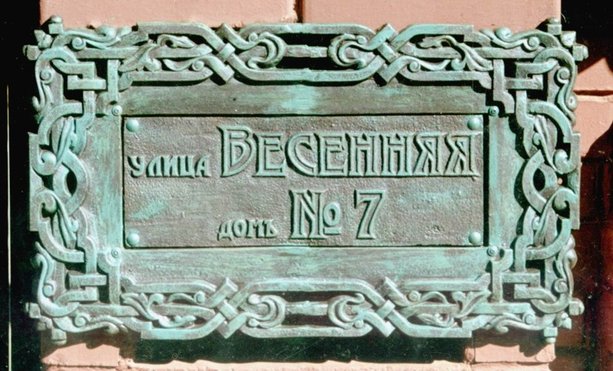 улица Весенняя
домъ № 7